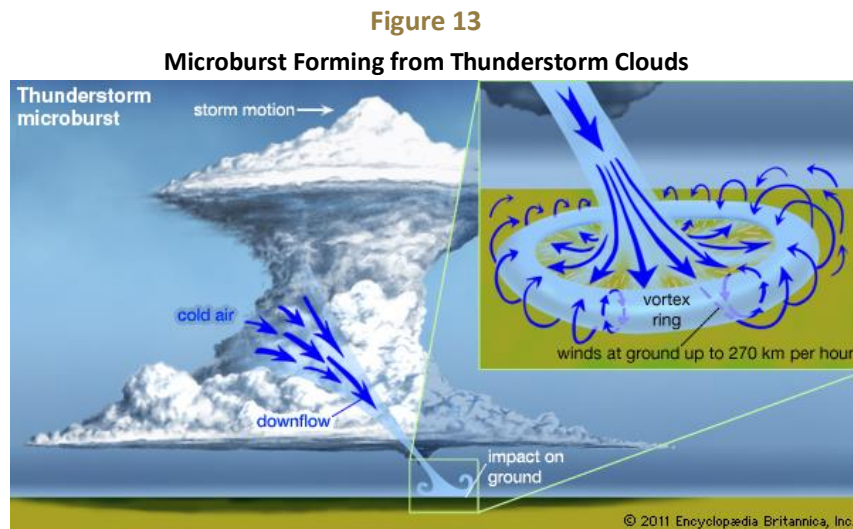 Figure 13
Microburst Forming from Thunderstorm Clouds
Thunderstorm
microburst
storm motion
cold air
downflow
impact on
ground
vortex
ring
winds at ground up to 270 km per hour
© 2011 Encyclopædia Britannica, Inc